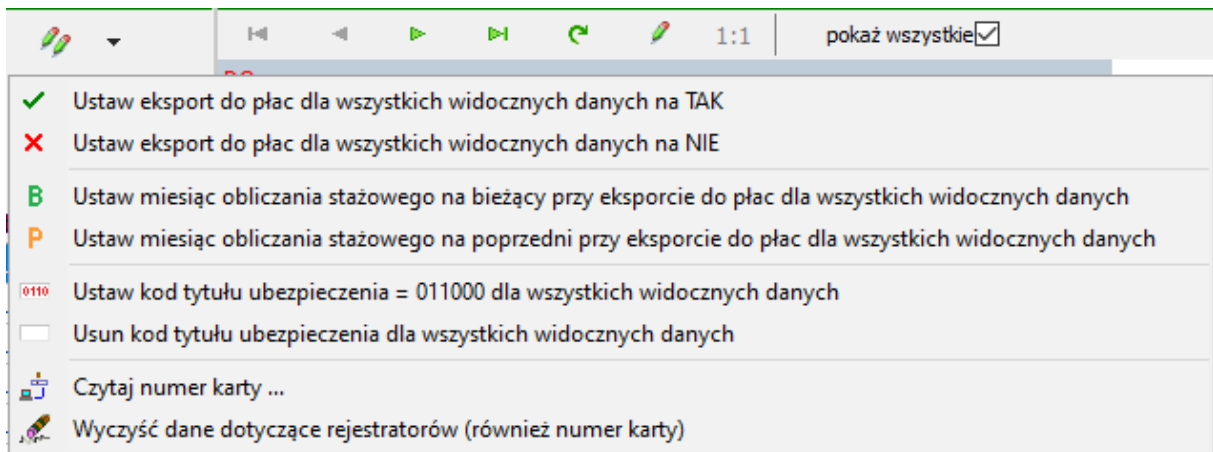 1:1 pokaż wszystkie
Ustaw eksport do płac dla wszystkich widocznych danych na TAK
Ustaw eksport do płac dla wszystkich widocznych danych na NIE
B Ustaw miesiąc obliczania stażowego na bieżący przy eksporcie do płac dla wszystkich widocznych danych
P Ustaw miesiąc obliczania stażowego na poprzedni przy eksporcie do płac dla wszystkich widocznych danych
0110 Ustaw kod tytułu ubezpieczenia = 011000 dla wszystkich widocznych danych
Usun kod tytułu ubezpieczenia dla wszystkich widocznych danych
Czytaj numer karty ...
Wyczyść dane dotyczące rejestratorów (również numer karty)